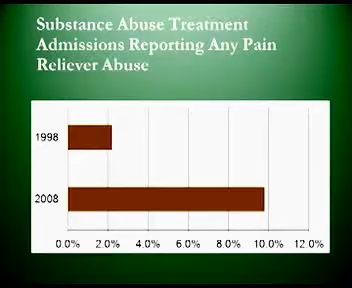 Substance Abuse Treatment
Admissions Reporting Any Pain
Reliever Abuse
1998
2008
0.0% 2.0% 4.0% 6.0% 8.0% 10.0% 12.0%